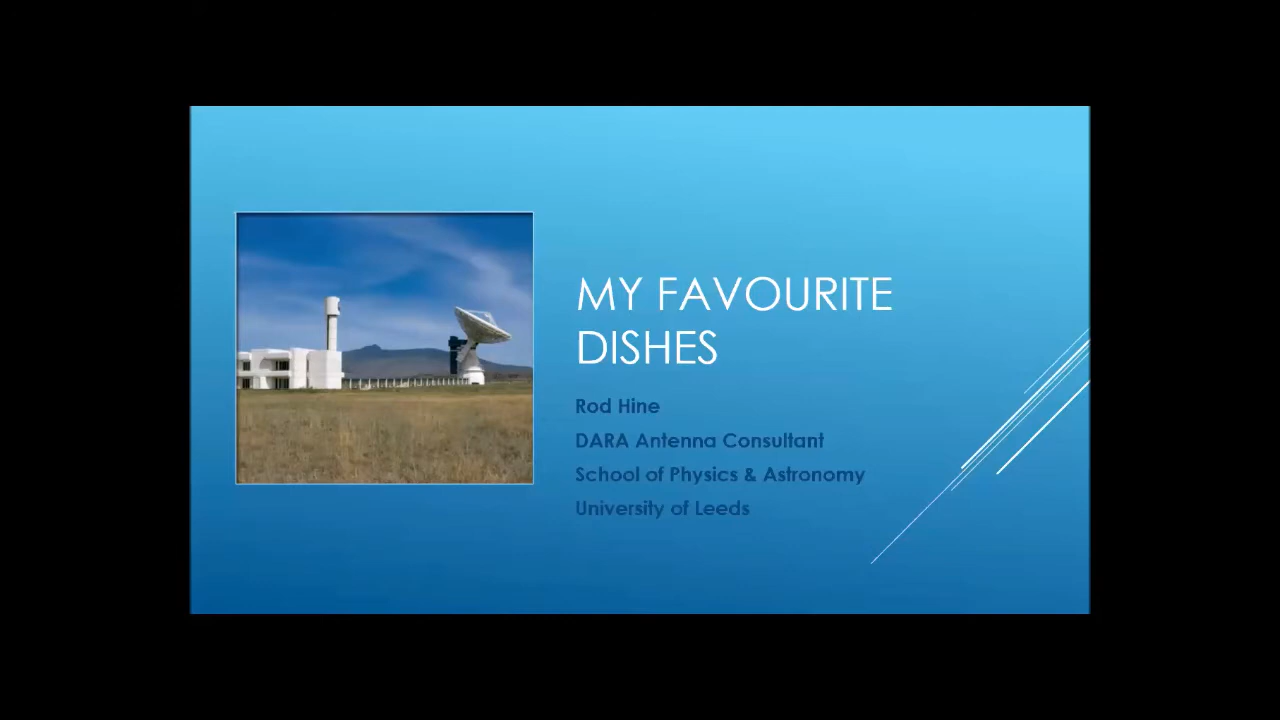 MY FAVOURITE
DISHES
Rod Hine
DARA Antenna Consultant
School of Physics & Astronomy
University of Leeds